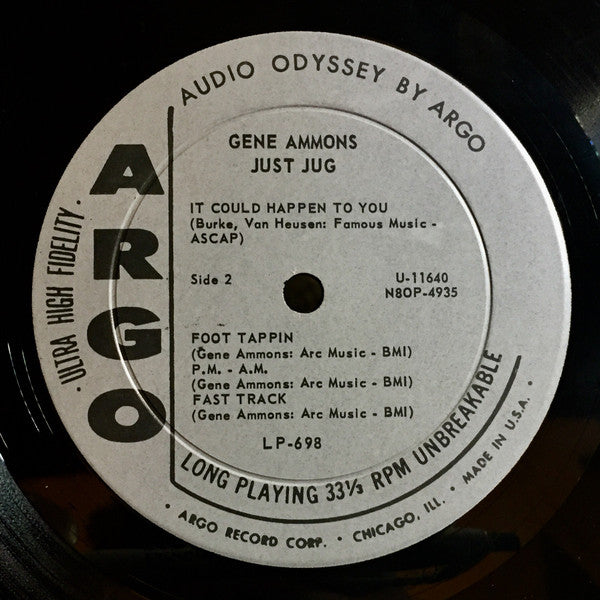 AUDIO ODYSSEY BY ARGO
ARGO
· ULTRA HIGH FIDELITY ·
GENE AMMONS
JUST JUG
IT COULD HAPPEN TO YOU
(Burke, Van Heusen: Famous Music -
ASCAP)
Side 2
U-11640
N8OP-4935
FOOT TAPPIN
(Gene Ammons: Arc Music - BMI)
P.M. - A.M.
(Gene Ammons: Arc Music - BMI)
FAST TRACK
(Gene Ammons: Arc Music - BMI)
LP-698
LONG PLAYING 33⅓ RPM UNBREAKABLE
· ARGO RECORD CORP. · CHICAGO, ILL. · MADE IN U.S.A. ·